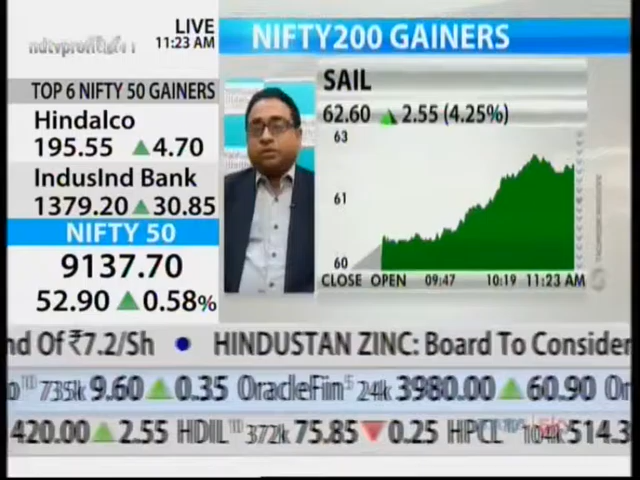 LIVE
11:23 AM
ndtvprofit
NIFTY200 GAINERS
TOP 6 NIFTY 50 GAINERS
Hindalco
195.55 ▲4.70
IndusInd Bank
1379.20▲30.85
NIFTY 50
9137.70
52.90 ▲0.58%
SAIL
62.60 ▲ 2.55 (4.25%)
63
61
60
CLOSE OPEN 09:47 10:19 11:23 AM
nd Of ₹7.2/Sh • HINDUSTAN ZINC: Board To Consider
o TD 735k 9.60▲0.35 OracleFin S 24k 3980.00▲60.90 Or
420.00▲2.55 HDIL TD 372k 75.85▼0.25 HPCL TD 104k 514.3